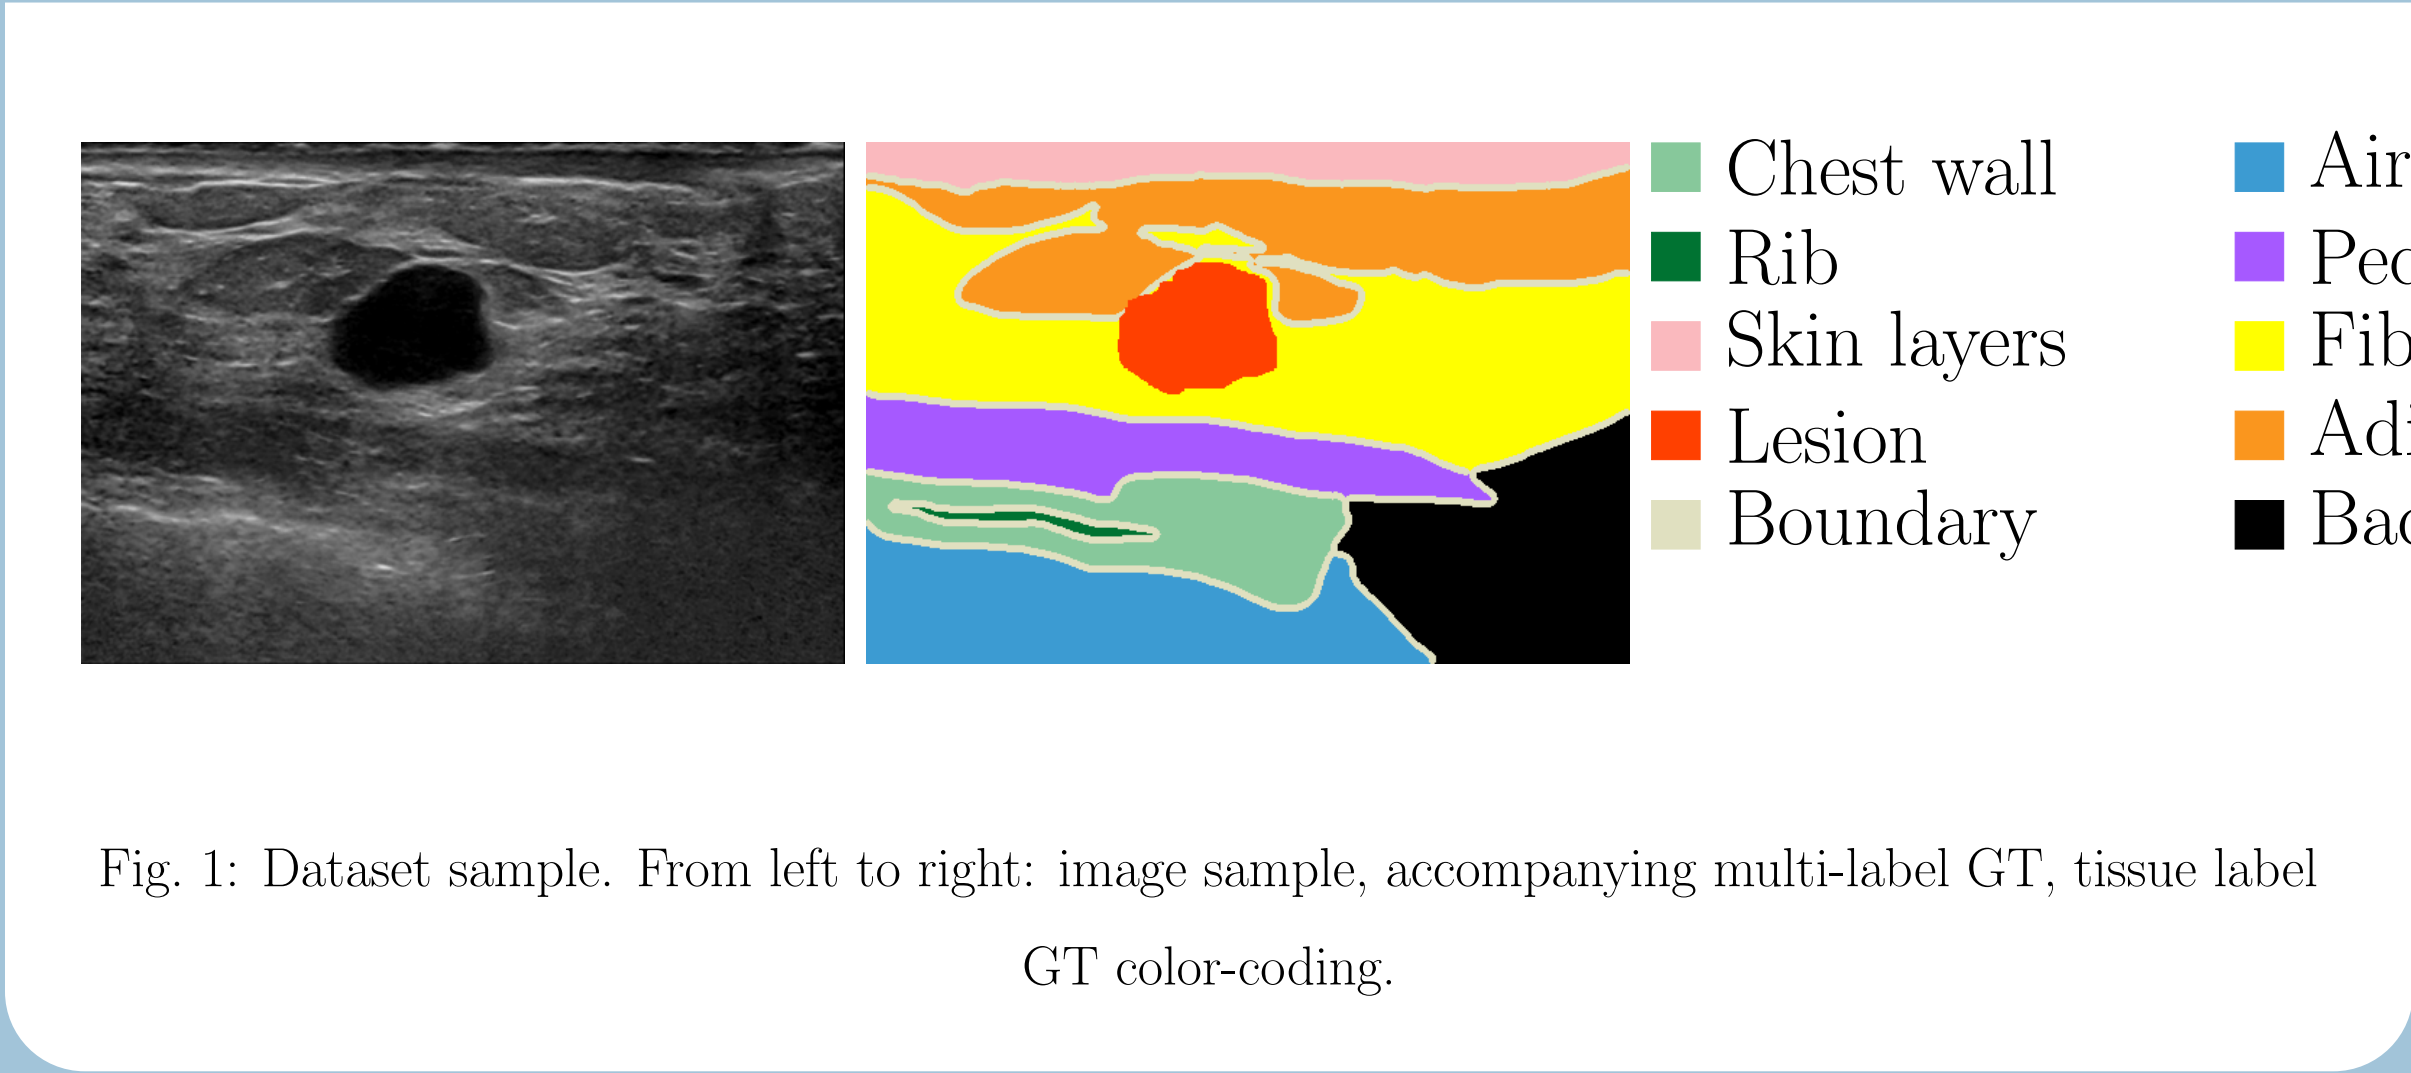 Chest wall
Rib
Skin layers
Lesion
Boundary
Air
Fig. 1: Dataset sample. From left to right: image sample, accompanying multi-label GT, tissue label
GT color-coding.